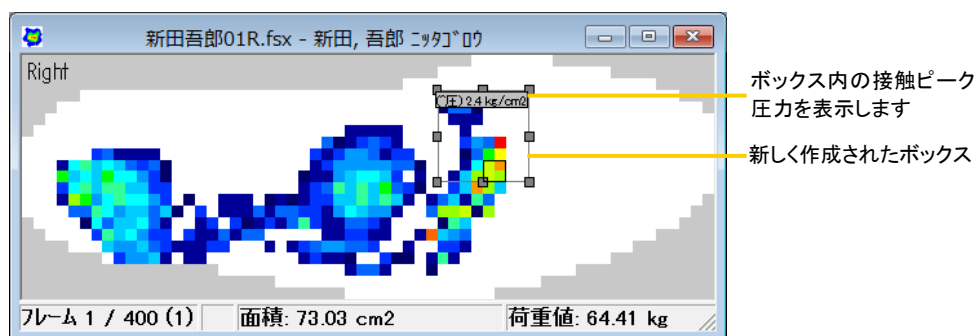 新田吾郎01R.fsx - 新田, 吾郎 ﾆｯﾀｺﾞﾛｳ
Right
圧) 2.4 kg/cm2
ボックス内の接触ピーク
圧力を表示します
新しく作成されたボックス
ﾌﾚｰﾑ 1 / 400 (1)
面積: 73.03 cm2
荷重値: 64.41 kg